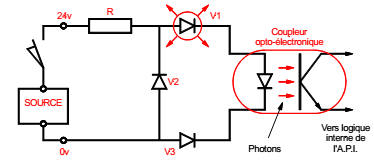 24v
R
V1
Coupleur
opto-électronique
V2
SOURCE
0v
V3
Photons
Vers logique
interne de
l'A.P.I.